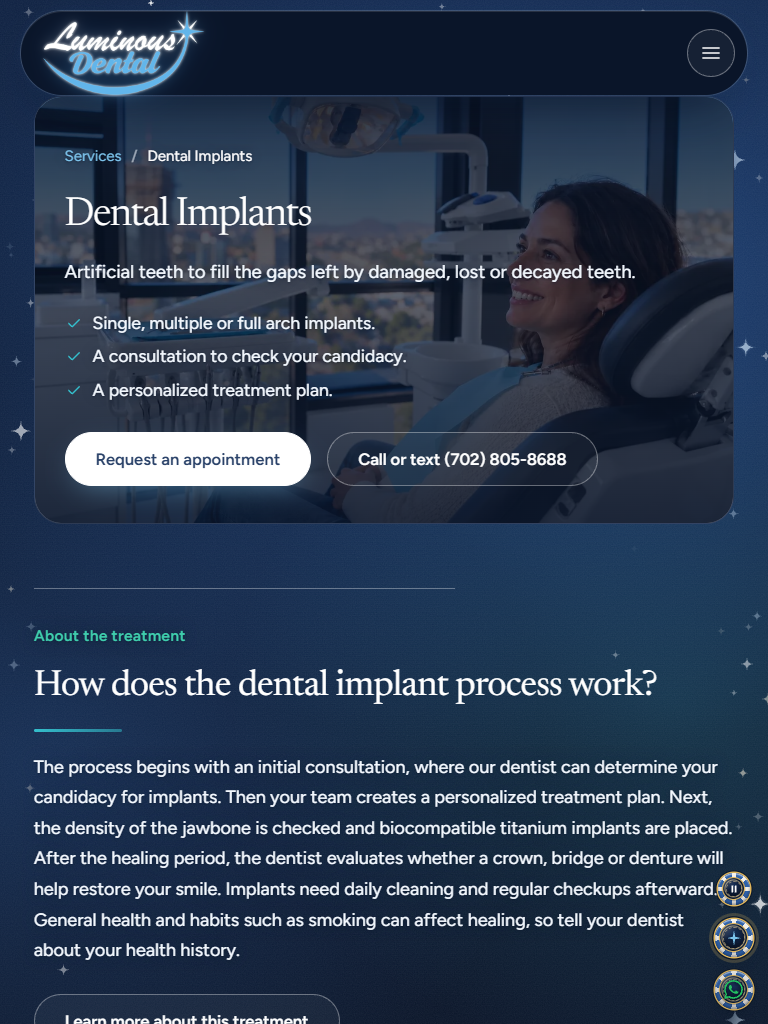 Luminous
Dental
Services / Dental Implants
Dental Implants
Artificial teeth to fill the gaps left by damaged, lost or decayed teeth.
Single, multiple or full arch implants.
A consultation to check your candidacy.
A personalized treatment plan.
Request an appointment
Call or text (702) 805-8688
About the treatment
How does the dental implant process work?
The process begins with an initial consultation, where our dentist can determine your
candidacy for implants. Then your team creates a personalized treatment plan. Next,
the density of the jawbone is checked and biocompatible titanium implants are placed.
After the healing period, the dentist evaluates whether a crown, bridge or denture will
help restore your smile. Implants need daily cleaning and regular checkups afterward.
General health and habits such as smoking can affect healing, so tell your dentist
about your health history.
Learn more about this treatment